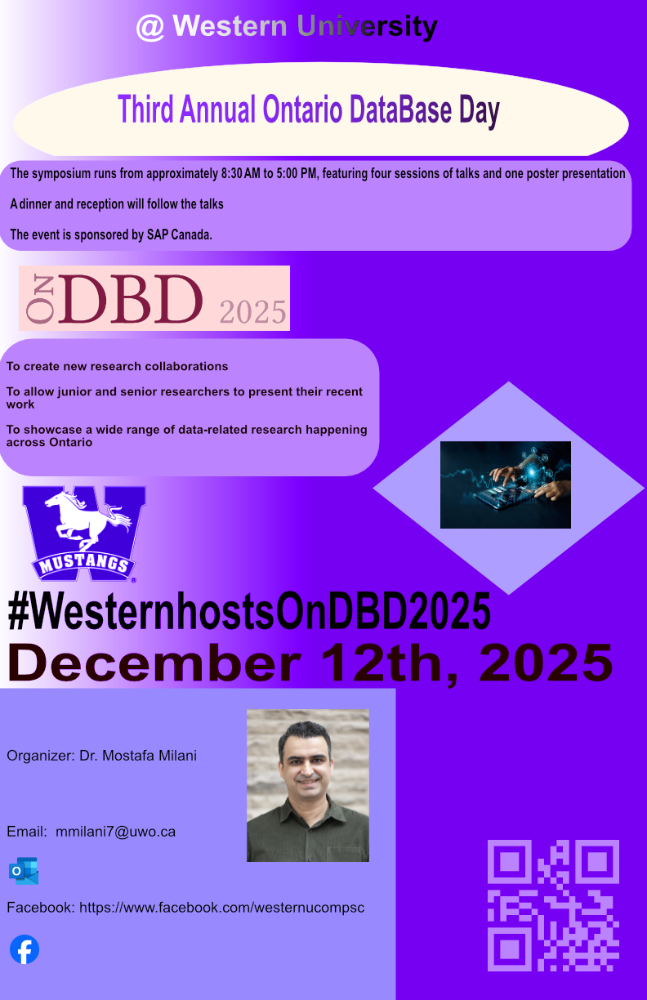 @ Western University
Third Annual Ontario DataBase Day
The symposium runs from approximately 8:30 AM to 5:00 PM, featuring four sessions of talks and one poster presentation
A dinner and reception will follow the talks
The event is sponsored by SAP Canada.
ON DBD 2025
To create new research collaborations
To allow junior and senior researchers to present their recent
work
To showcase a wide range of data-related research happening
across Ontario
W
MUSTANGS®
#WesternhostsOnDBD2025
December 12th, 2025
Organizer: Dr. Mostafa Milani
Email:  mmilani7@uwo.ca
O
Facebook: https://www.facebook.com/westernucompsc
f